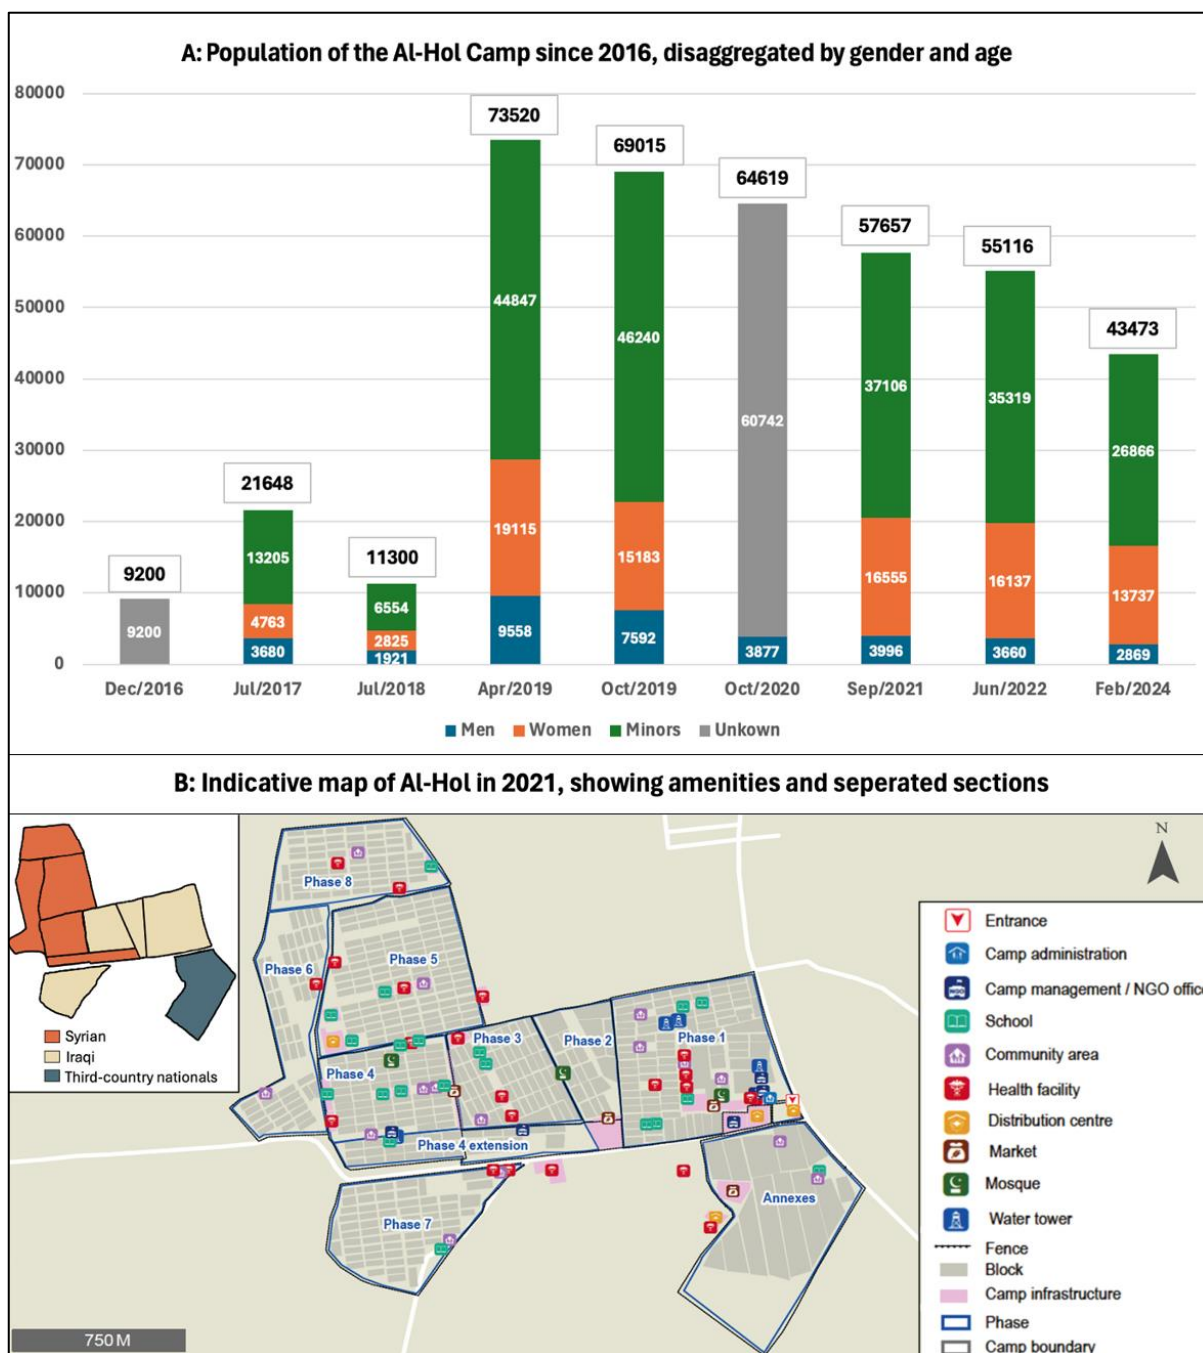 A: Population of the Al-Hol Camp since 2016, disaggregated by gender and age
80000
70000
60000
50000
40000
30000
20000
10000
0
9200
9200
21648
13205
4763
3680
11300
6554
2825
1921
73520
44847
19115
9558
69015
46240
15183
7592
64619
60742
3877
57657
37106
16555
3996
55116
35319
16137
3660
43473
26866
13737
2869
Dec/2016 Jul/2017 Jul/2018 Apr/2019 Oct/2019 Oct/2020 Sep/2021 Jun/2022 Feb/2024
Men Women Minors Unkown
B: Indicative map of Al-Hol in 2021, showing amenities and seperated sections
Syrian
Iraqi
Third-country nationals
Phase 8
Phase 6
Phase 5
Phase 3
Phase 2
Phase 1
Phase 4
Phase 4 extension
Phase 7
Annexes
N
Entrance
Camp administration
Camp management / NGO office
School
Community area
Health facility
Distribution centre
Market
Mosque
Water tower
Fence
Block
Camp infrastructure
Phase
Camp boundary
750 M